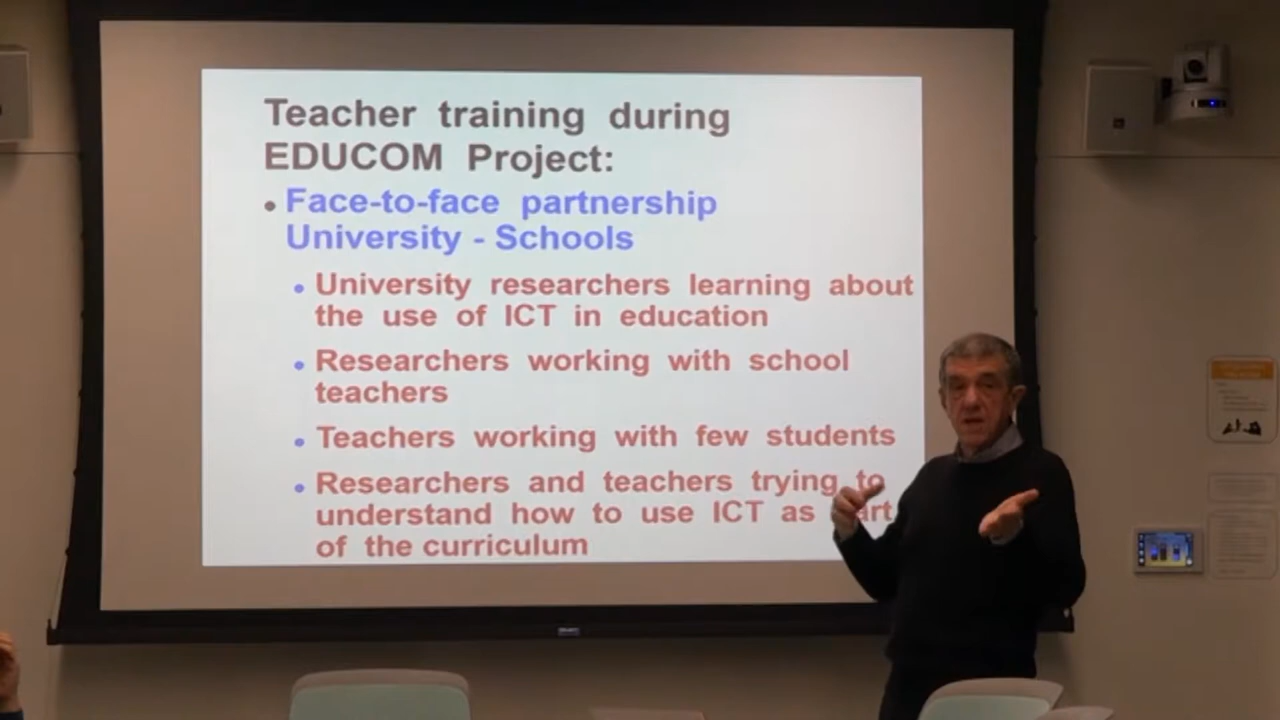 Teacher training during
EDUCOM Project:
• Face-to-face partnership
University - Schools
• University researchers learning about
the use of ICT in education
• Researchers working with school
teachers
• Teachers working with few students
• Researchers and teachers trying to
understand how to use ICT as art
of the curriculum